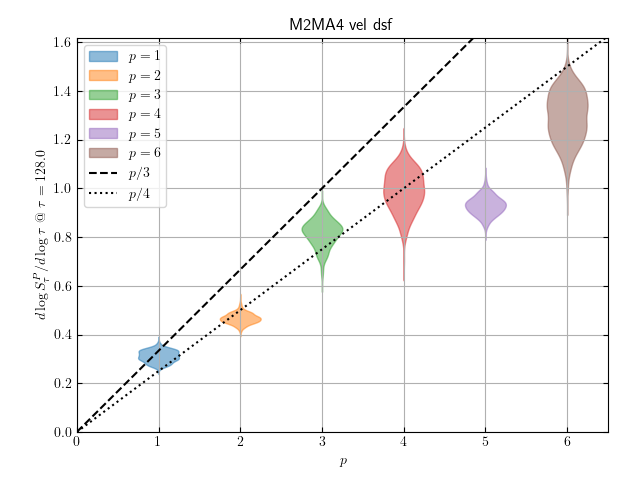 M2MA4 vel dsf
d log S_τ^P / d log τ @ τ = 128.0
1.6
1.4
1.2
1.0
0.8
0.6
0.4
0.2
0.0
p = 1
p = 2
p = 3
p = 4
p = 5
p = 6
p/3
p/4
0 1 2 3 4 5 6
p